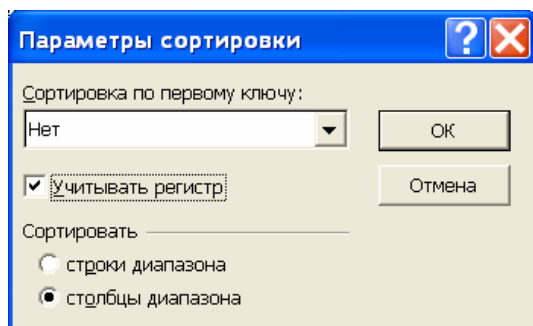 Параметры сортировки
Сортировка по первому ключу:
Нет
ОК
Учитывать регистр
Отмена
Сортировать
строки диапазона
столбцы диапазона